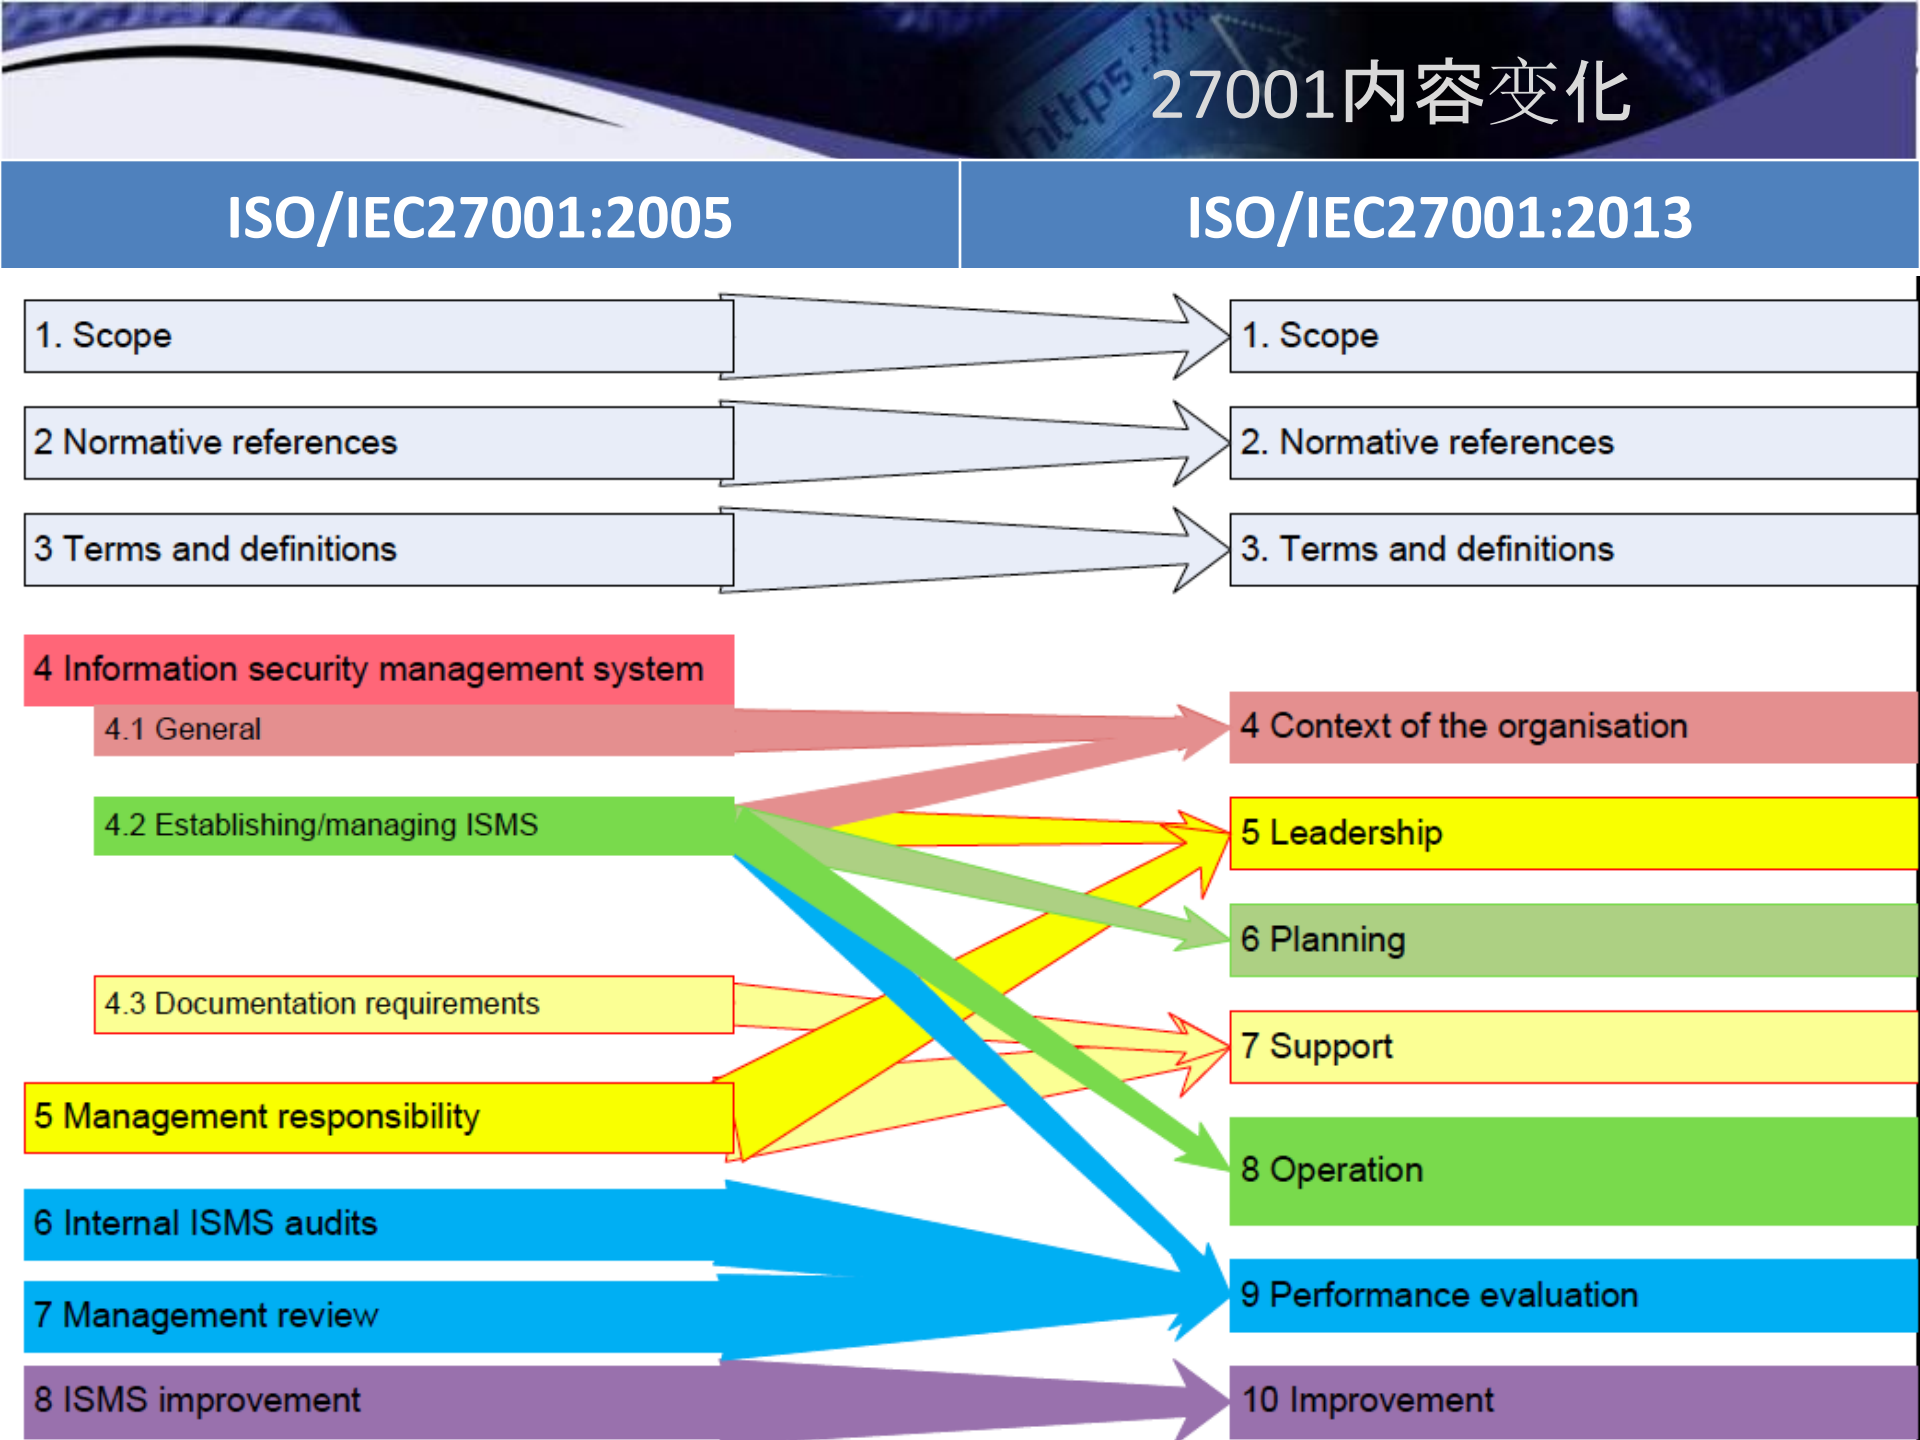 https://w
27001内容变化
ISO/IEC27001:2005
ISO/IEC27001:2013
1. Scope
1. Scope
2 Normative references
2. Normative references
3 Terms and definitions
3. Terms and definitions
4 Information security management system
4.1 General
4 Context of the organisation
4.2 Establishing/managing ISMS
5 Leadership
6 Planning
4.3 Documentation requirements
7 Support
5 Management responsibility
8 Operation
6 Internal ISMS audits
9 Performance evaluation
7 Management review
8 ISMS improvement
10 Improvement